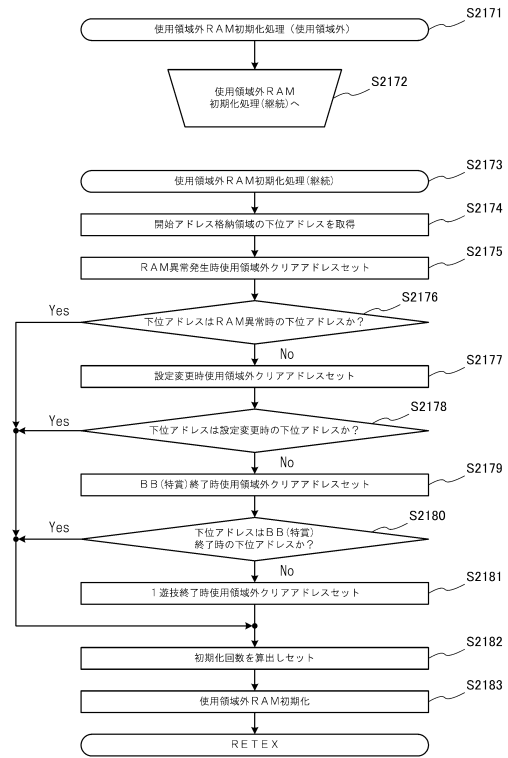 S2171
使用領域外RAM初期化処理（使用領域外）
S2172
使用領域外RAM
初期化処理(継続)へ
S2173
使用領域外RAM初期化処理(継続)
S2174
開始アドレス格納領域の下位アドレスを取得
S2175
RAM異常発生時使用領域外クリアアドレスセット
S2176
Yes
下位アドレスはRAM異常時の下位アドレスか？
No
S2177
設定変更時使用領域外クリアアドレスセット
S2178
Yes
下位アドレスは設定変更時の下位アドレスか？
No
S2179
BB(特賞)終了時使用領域外クリアアドレスセット
S2180
Yes
下位アドレスはBB(特賞)
終了時の下位アドレスか？
No
S2181
1遊技終了時使用領域外クリアアドレスセット
S2182
初期化回数を算出しセット
S2183
使用領域外RAM初期化
RETEX